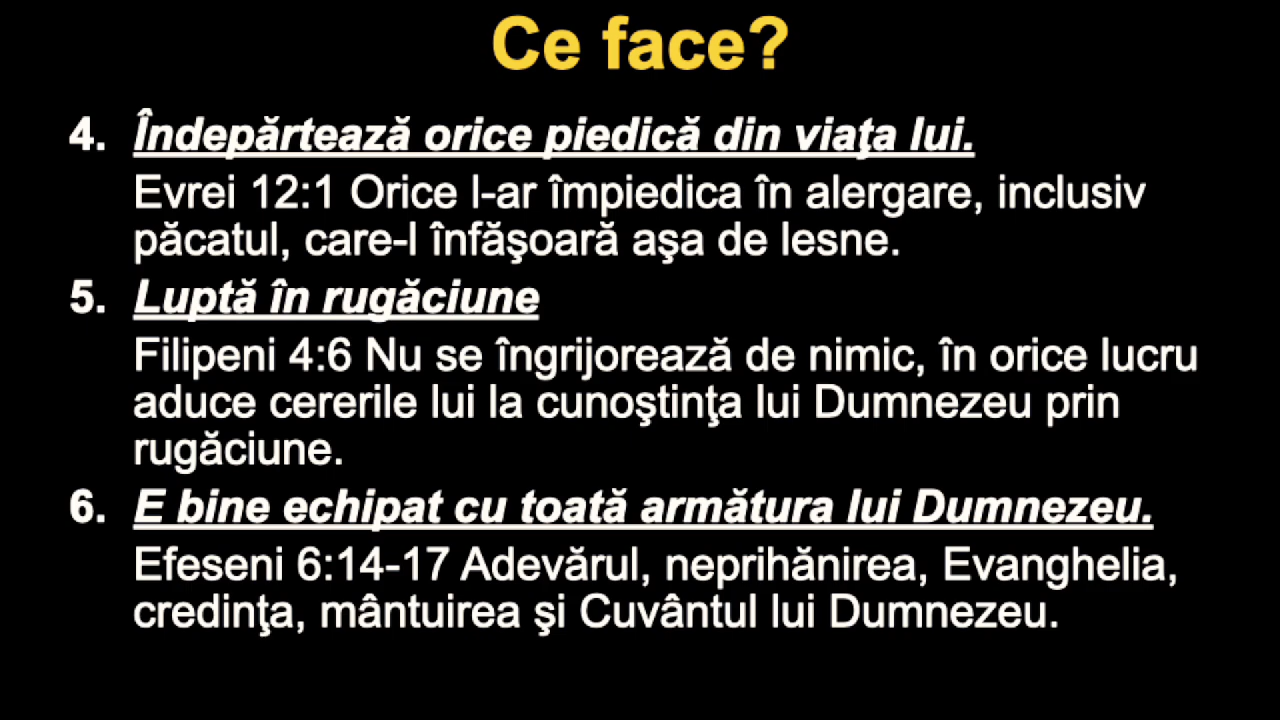 Ce face?
4. Îndepărtează orice piedică din viaţa lui.
Evrei 12:1 Orice l-ar împiedica în alergare, inclusiv
păcatul, care-l înfăşoară aşa de lesne.
5. Luptă în rugăciune
Filipeni 4:6 Nu se îngrijorează de nimic, în orice lucru
aduce cererile lui la cunoştinţa lui Dumnezeu prin
rugăciune.
6. E bine echipat cu toată armătura lui Dumnezeu.
Efeseni 6:14-17 Adevărul, neprihănirea, Evanghelia,
credinţa, mântuirea şi Cuvântul lui Dumnezeu.